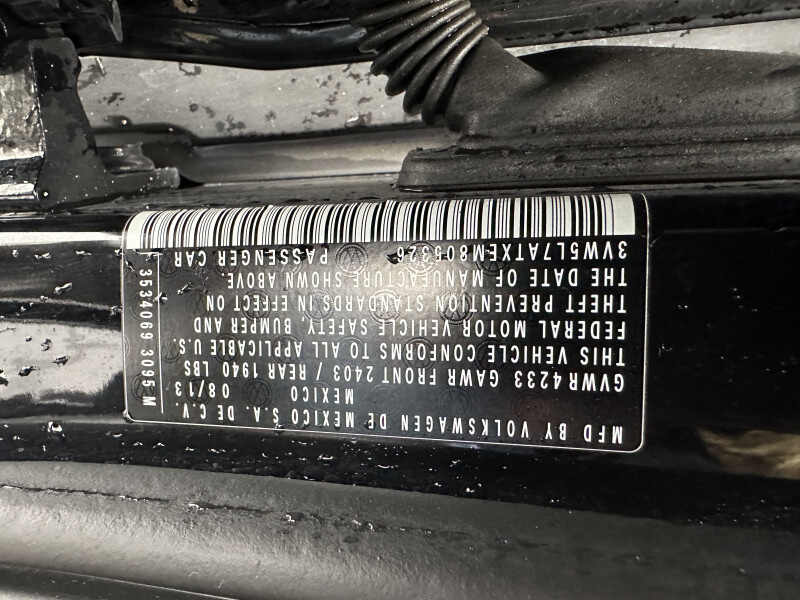 MFD BY VOLKSWAGEN DE MEXICO S.A. DE C.V.
MEXICO 08/13
GVWR 4233 GAWR FRONT 2403 / REAR 1940 LBS
THIS VEHICLE CONFORMS TO ALL APPLICABLE U.S.
FEDERAL MOTOR VEHICLE SAFETY, BUMPER AND
THEFT PREVENTION STANDARDS IN EFFECT ON
THE DATE OF MANUFACTURE SHOWN ABOVE.
3VW5L7ATXEM805326 PASSENGER CAR
3534069 3095 M